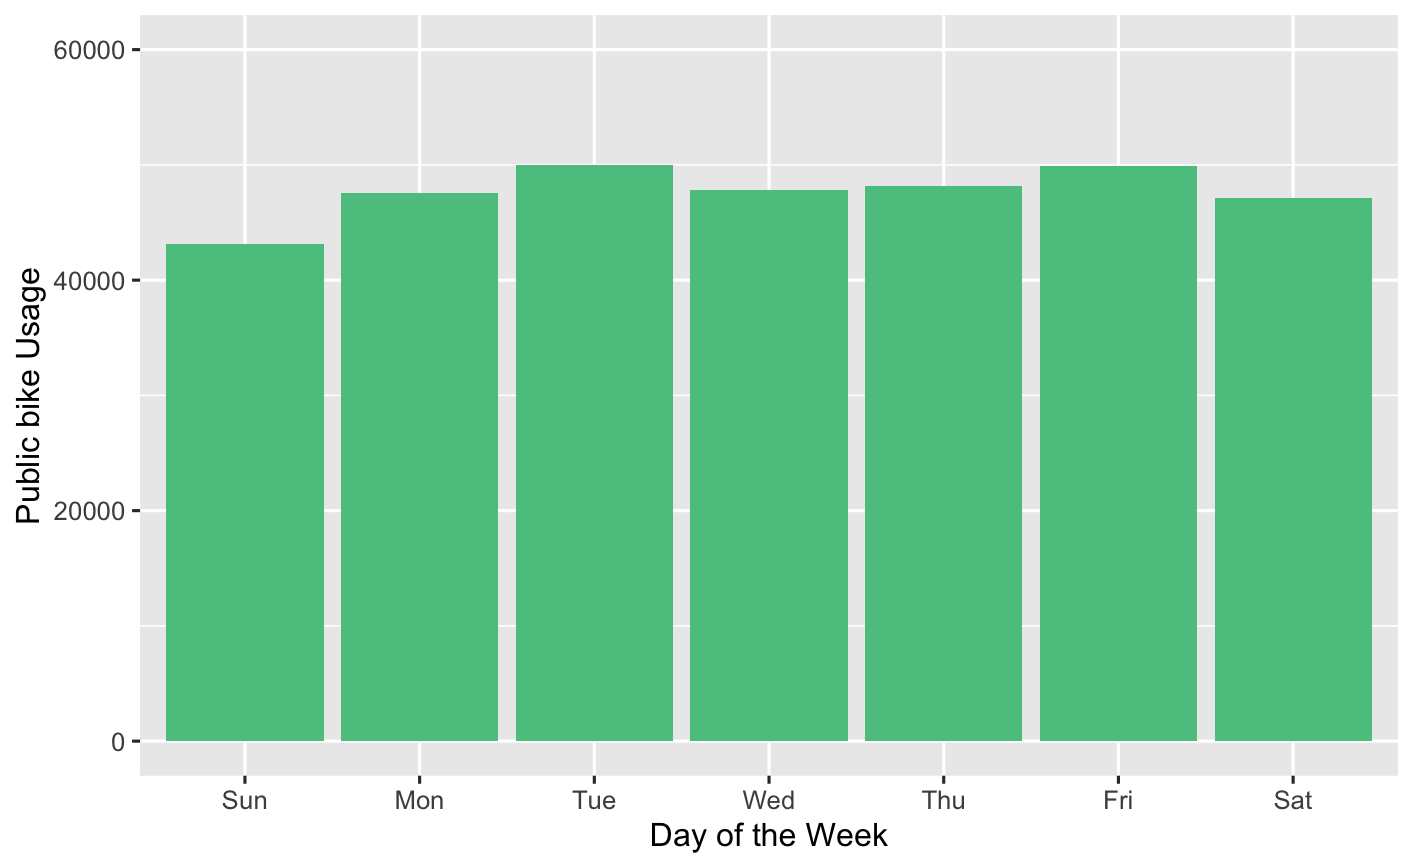 60000
40000
20000
0
Public bike Usage
Sun Mon Tue Wed Thu Fri Sat
Day of the Week